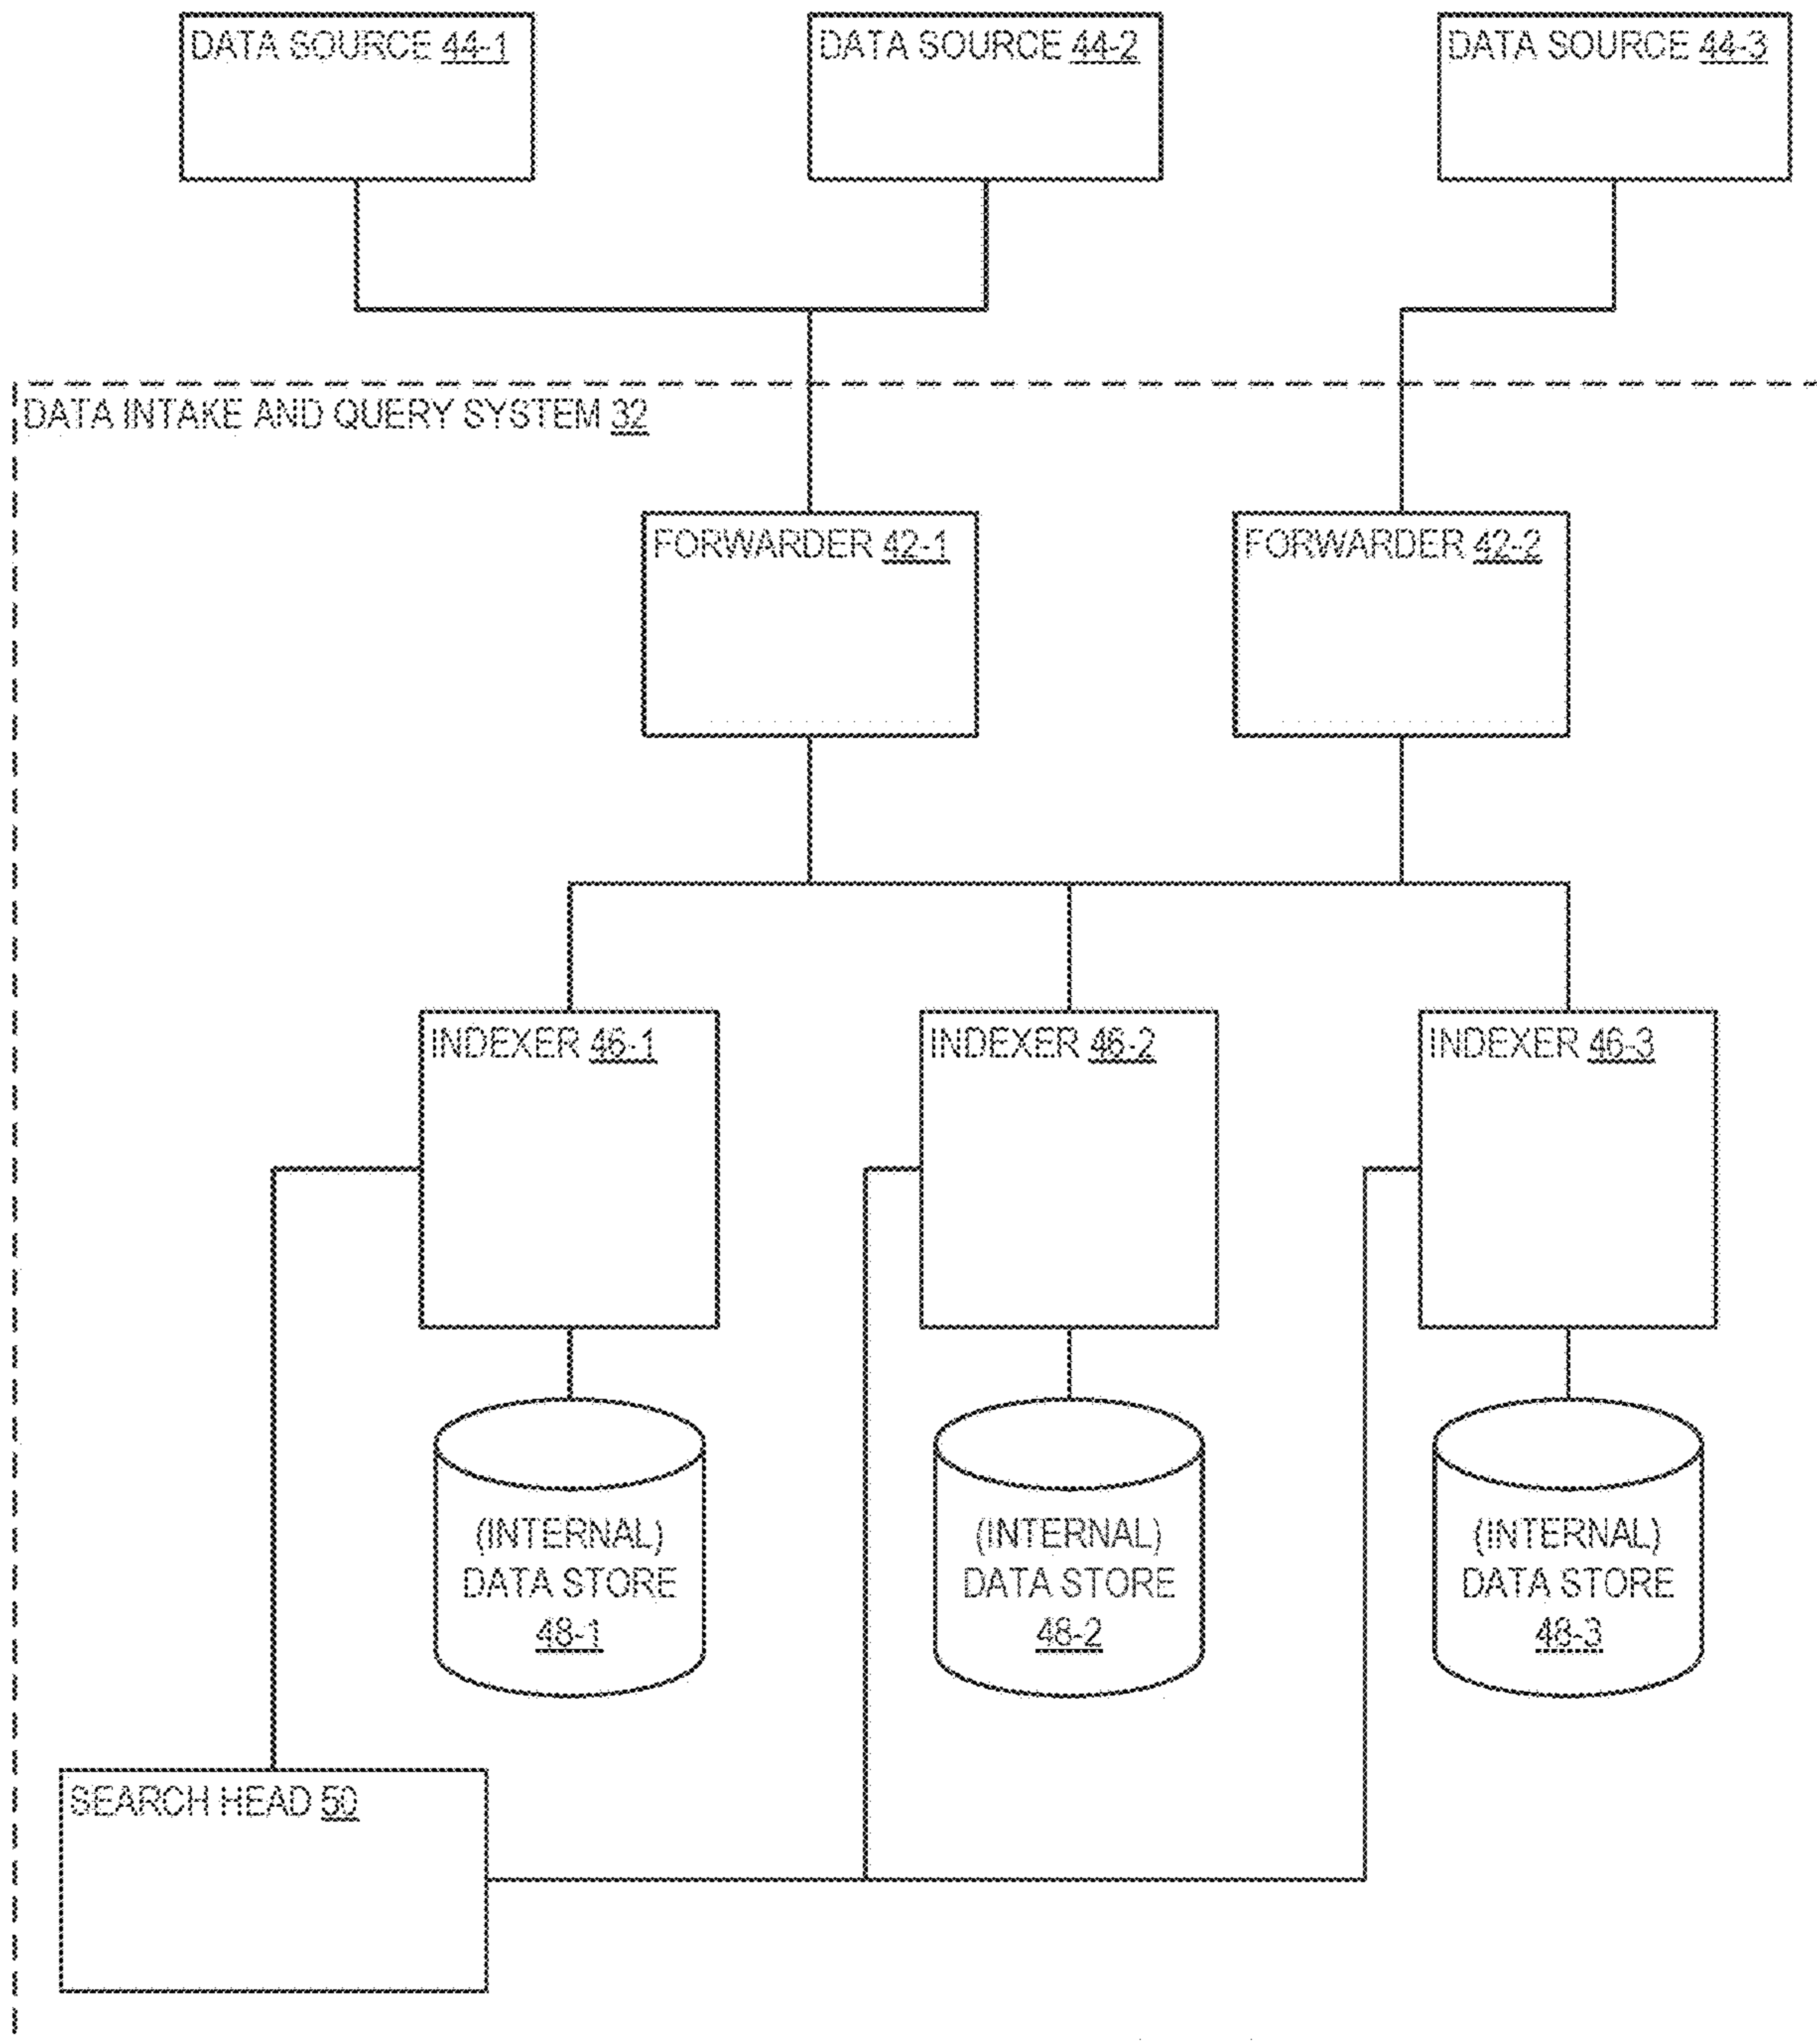 DATA SOURCE 44-1
DATA SOURCE 44-2
DATA SOURCE 44-3
DATA INTAKE AND QUERY SYSTEM 32
FORWARDER 42-1
FORWARDER 42-2
INDEXER 46-1
INDEXER 46-2
INDEXER 46-3
(INTERNAL)
DATA STORE
48-1
(INTERNAL)
DATA STORE
48-2
(INTERNAL)
DATA STORE
48-3
SEARCH HEAD 50